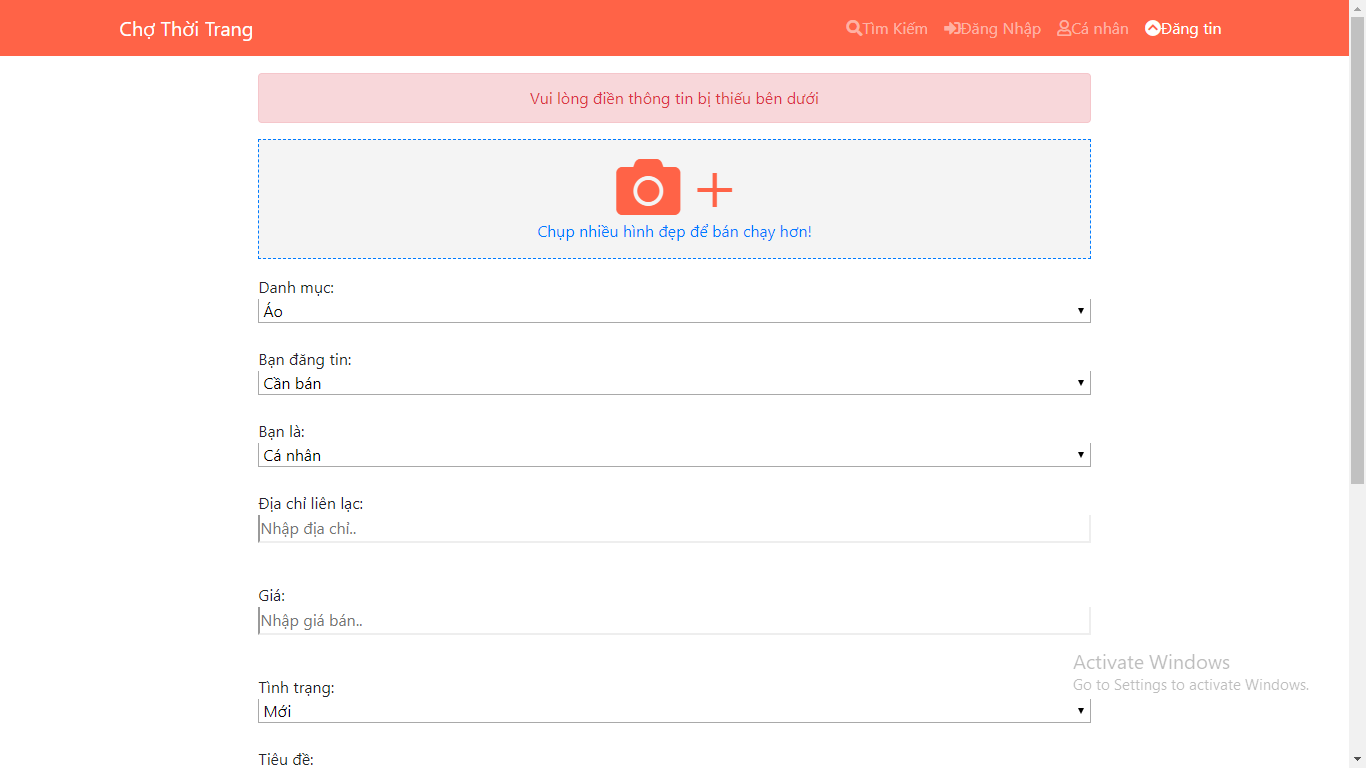 Chợ Thời Trang
Tìm Kiếm Đăng Nhập Cá nhân Đăng tin
Vui lòng điền thông tin bị thiếu bên dưới
Chụp nhiều hình đẹp để bán chạy hơn!
Danh mục:
Áo
Bạn đăng tin:
Cần bán
Bạn là:
Cá nhân
Địa chỉ liên lạc:
Nhập địa chỉ..
Giá:
Nhập giá bán..
Activate Windows
Go to Settings to activate Windows.
Tình trạng:
Mới
Tiêu đề: